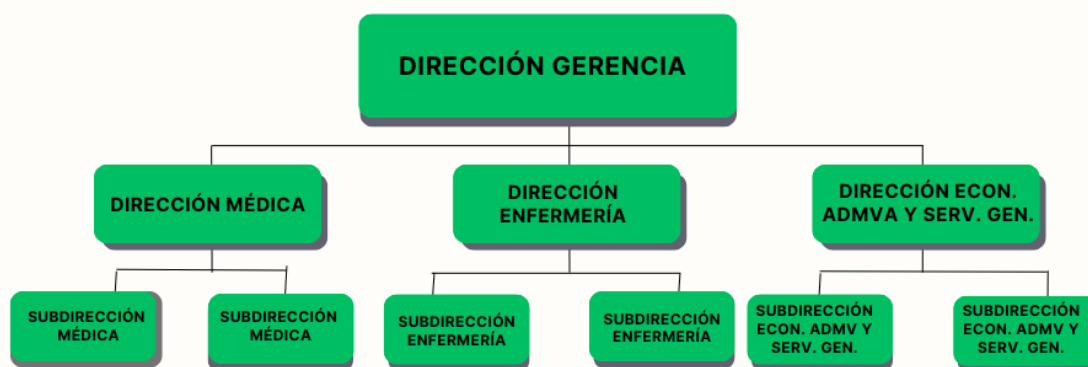 DIRECCIÓN GERENCIA
DIRECCIÓN MÉDICA
DIRECCIÓN
ENFERMERÍA
DIRECCIÓN ECON.
ADMVA Y SERV. GEN.
SUBDIRECCIÓN
MÉDICA
SUBDIRECCIÓN
MÉDICA
SUBDIRECCIÓN
ENFERMERÍA
SUBDIRECCIÓN
ENFERMERÍA
SUBDIRECCIÓN
ECON. ADMV Y
SERV. GEN.
SUBDIRECCIÓN
ECON. ADMV Y
SERV. GEN.